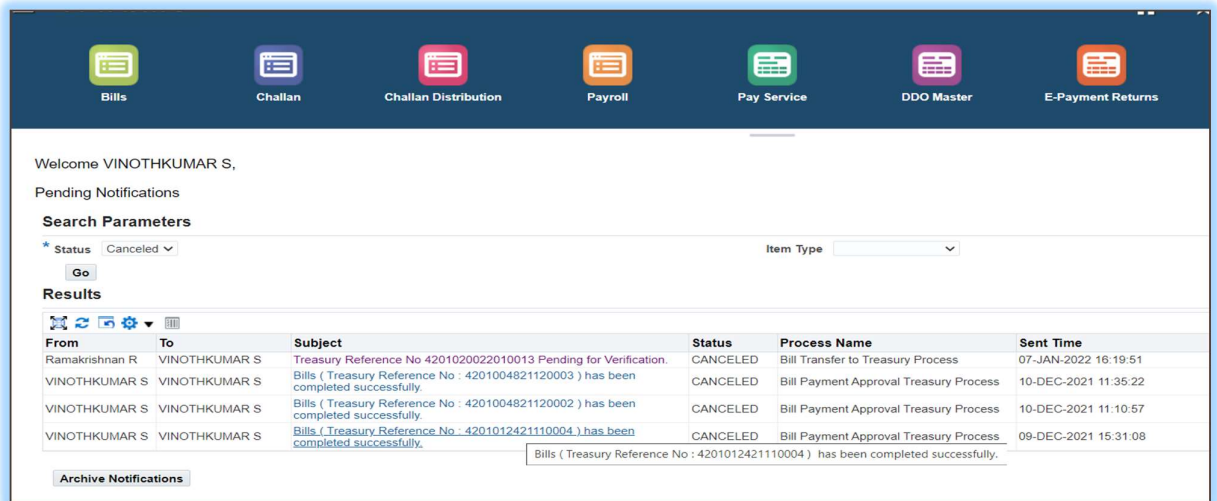 Bills Challan Challan Distribution Payroll Pay Service DDO Master E-Payment Returns
Welcome VINOTHKUMAR S,
Pending Notifications
Search Parameters
* Status Canceled Item Type
Go
Results
From To Subject Status Process Name Sent Time
Ramakrishnan R VINOTHKUMAR S Treasury Reference No 4201020022010013 Pending for Verification. CANCELED Bill Transfer to Treasury Process 07-JAN-2022 16:19:51
VINOTHKUMAR S VINOTHKUMAR S Bills ( Treasury Reference No : 4201004821120003 ) has been CANCELED Bill Payment Approval Treasury Process 10-DEC-2021 11:35:22
completed successfully.
VINOTHKUMAR S VINOTHKUMAR S Bills ( Treasury Reference No : 4201004821120002 ) has been CANCELED Bill Payment Approval Treasury Process 10-DEC-2021 11:10:57
completed successfully.
VINOTHKUMAR S VINOTHKUMAR S Bills ( Treasury Reference No : 4201012421110004 ) has been CANCELED Bill Payment Approval Treasury Process 09-DEC-2021 15:31:08
completed successfully.
Bills ( Treasury Reference No : 4201012421110004 ) has been completed successfully.
Archive Notifications